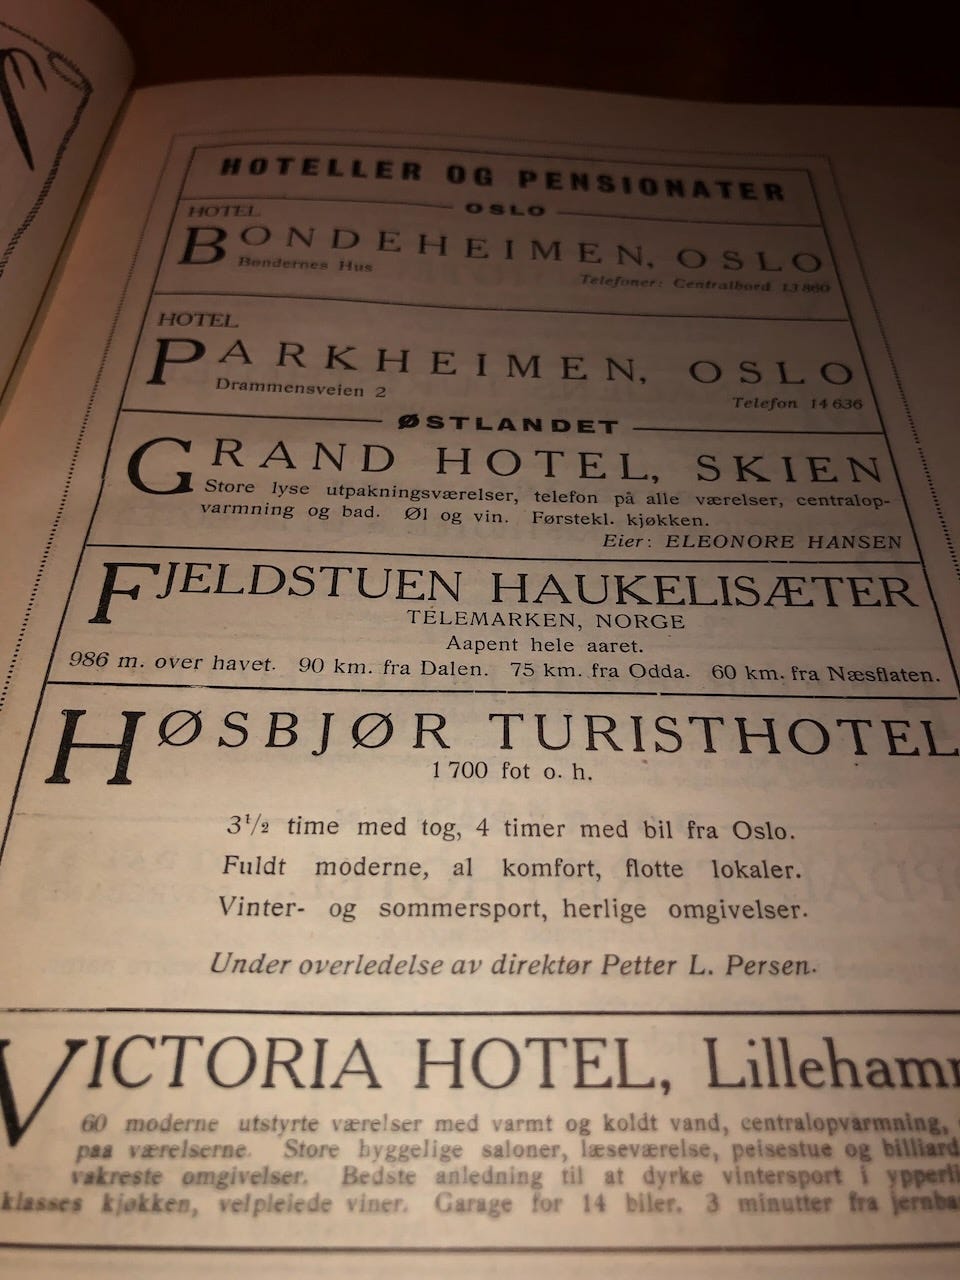 HOTELLER OG PENSIONATER
OSLO
HOTEL
BONDEHEIMEN, OSLO
Bøndernes Hus
Telefoner: Centralbord 13 860
HOTEL
PARKHEIMEN, OSLO
Drammensveien 2
Telefon 14 636
ØSTLANDET
GRAND HOTEL, SKIEN
Store lyse utpakningsværelser, telefon på alle værelser, centralop-
varmning og bad. Øl og vin. Førstekl. kjøkken.
Eier: ELEONORE HANSEN
FJELDSTUEN HAUKELISÆTER
TELEMARKEN, NORGE
Aapent hele aaret.
986 m. over havet. 90 km. fra Dalen. 75 km. fra Odda. 60 km. fra Næsflaten.
HØSBJØR TURISTHOTEL
1 700 fot o. h.
3 1/2 time med tog, 4 timer med bil fra Oslo.
Fuldt moderne, al komfort, flotte lokaler.
Vinter- og sommersport, herlige omgivelser.
Under overledelse av direktør Petter L. Persen.
VICTORIA HOTEL, Lillehamm
60 moderne utstyrte værelser med varmt og koldt vand, centralopvarmning,
paa værelserne. Store hyggelige saloner, læseværelse, peisestue og billiard
vakreste omgivelser. Bedste anledning til at dyrke vintersport i ypperli
klasses kjøkken, velpleiede viner. Garage for 14 biler. 3 minutter fra jernba